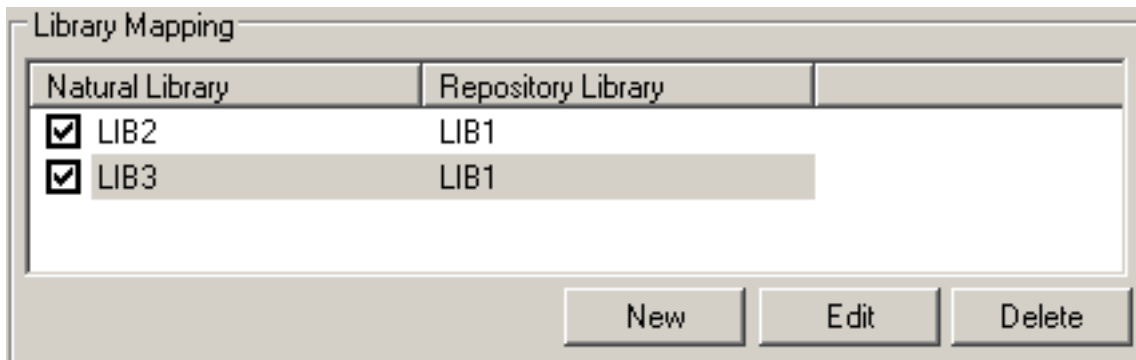 Library Mapping
Natural Library Repository Library
LIB2 LIB1
LIB3 LIB1
New Edit Delete